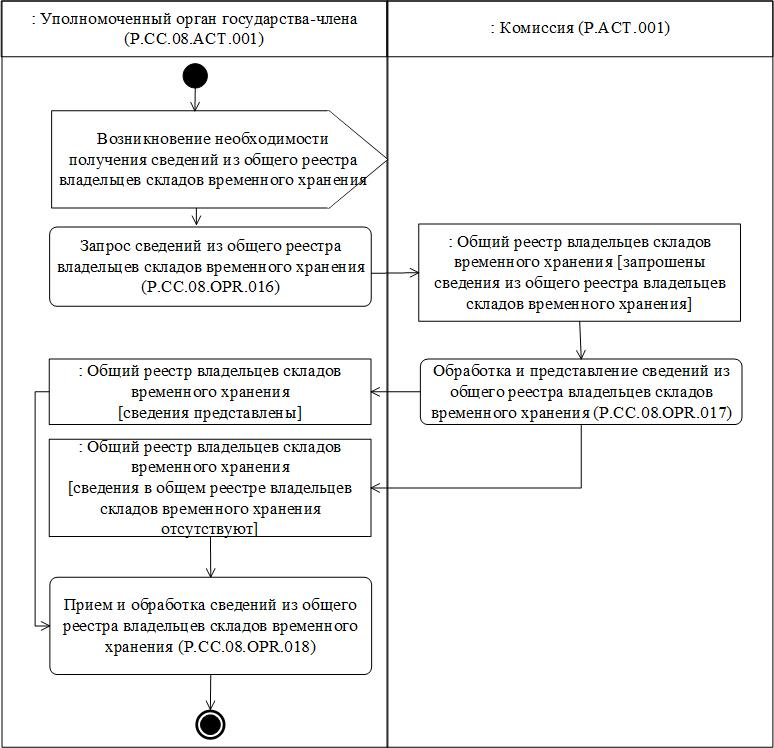 : Уполномоченный орган государства-члена
(P.CC.08.ACT.001)
: Комиссия (P.ACT.001)
Возникновение необходимости
получения сведений из общего реестра
владельцев складов временного хранения
Запрос сведений из общего реестра
владельцев складов временного хранения
(P.CC.08.OPR.016)
: Общий реестр владельцев складов
временного хранения [запрошены
сведения из общего реестра владельцев
складов временного хранения]
Обработка и представление сведений из
общего реестра владельцев складов
временного хранения (P.CC.08.OPR.017)
: Общий реестр владельцев складов
временного хранения
[сведения представлены]
: Общий реестр владельцев складов
временного хранения
[сведения в общем реестре владельцев
складов временного хранения
отсутствуют]
Прием и обработка сведений из общего
реестра владельцев складов временного
хранения (P.CC.08.OPR.018)